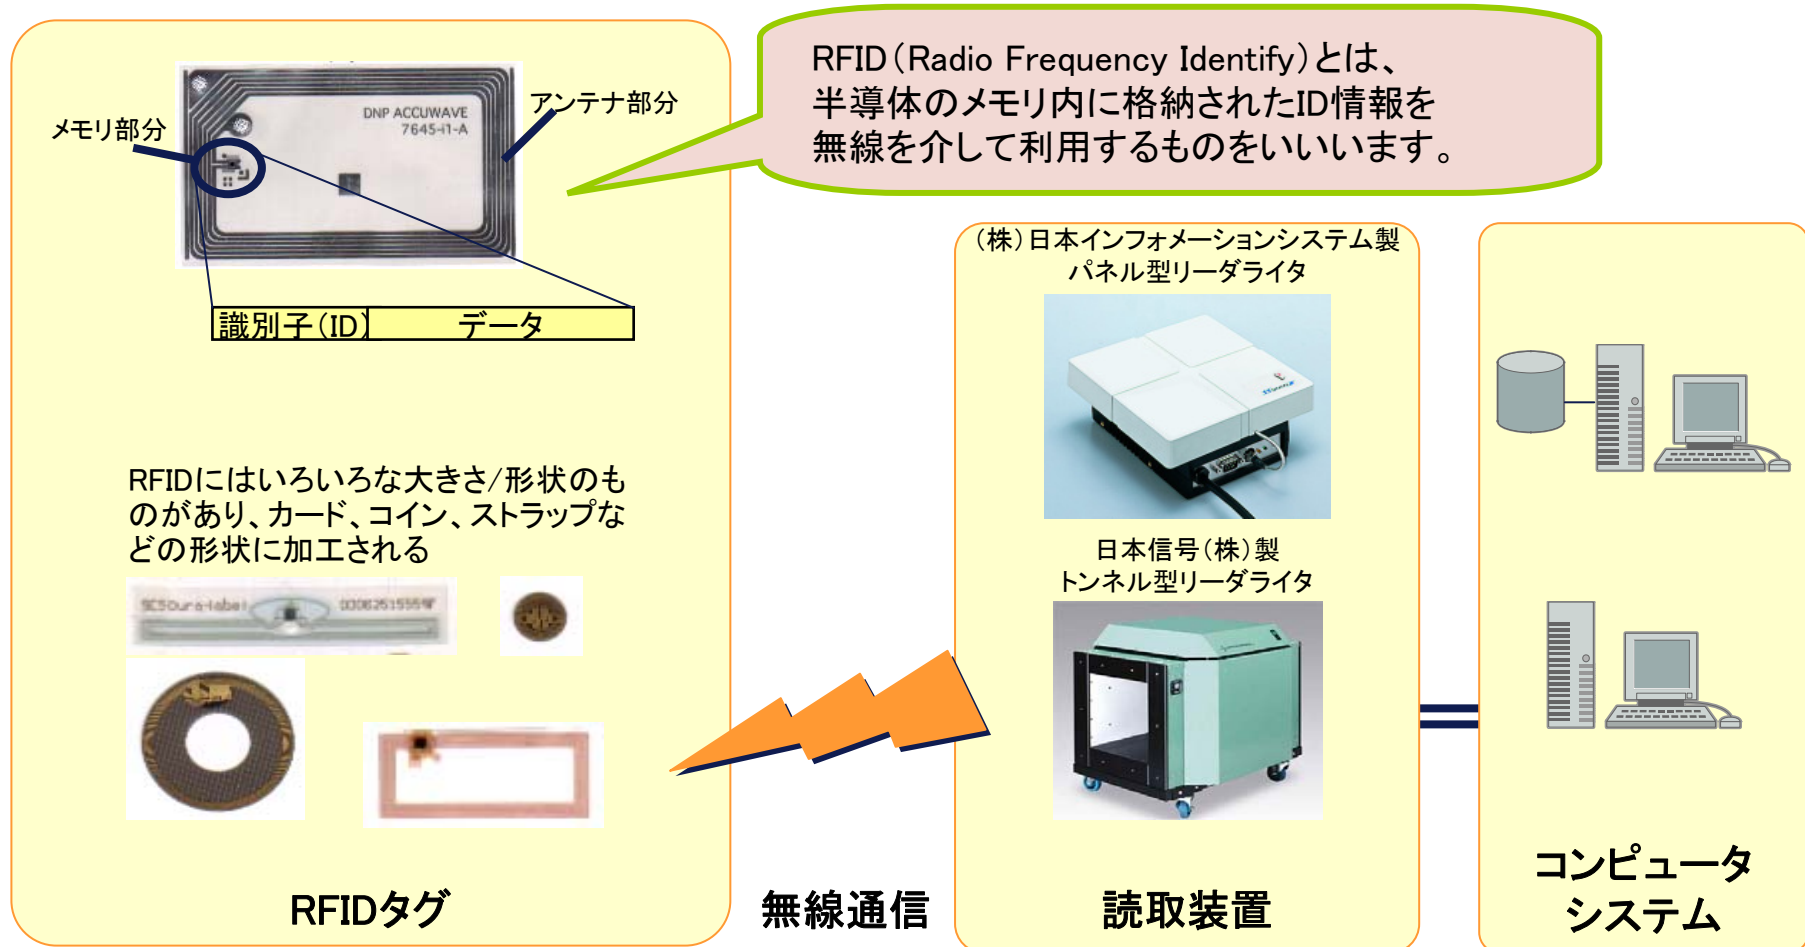 RFID(Radio Frequency Identify)とは、
半導体のメモリ内に格納されたID情報を
無線を介して利用するものをいいいます。
メモリ部分
アンテナ部分
DNP ACCUWAVE
7645-i1-A
識別子(ID)
データ
RFIDにはいろいろな大きさ/形状のも
のがあり、カード、コイン、ストラップな
どの形状に加工される
RFIDタグ
無線通信
(株)日本インフォメーションシステム製
パネル型リーダライタ
日本信号(株)製
トンネル型リーダライタ
読取装置
コンピュータ
システム